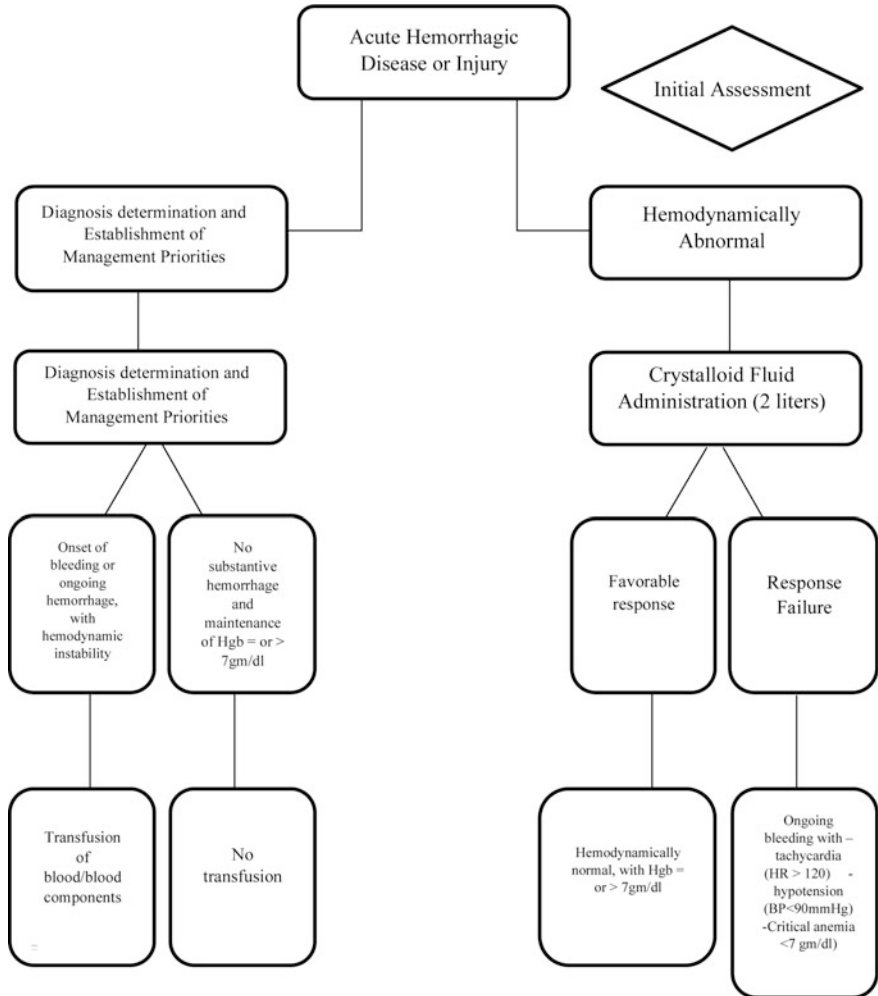 Acute Hemorrhagic
Disease or Injury
Initial Assessment
Diagnosis determination and
Establishment of
Management Priorities
Hemodynamically
Abnormal
Diagnosis determination and
Establishment of
Management Priorities
Crystalloid Fluid
Administration (2 liters)
Onset of
bleeding or
ongoing
hemorrhage,
with
hemodynamic
instability
No
substantive
hemorrhage
and
maintenance
of Hgb = or >
7gm/dl
Favorable
response
Response
Failure
Transfusion
of
blood/blood
components
=
No
transfusion
Hemodynamically
normal, with Hgb =
or > 7gm/dl
Ongoing
bleeding with –
tachycardia
(HR > 120) -
hypotension
(BP<90mmHg)
-Critical anemia
<7 gm/dl)